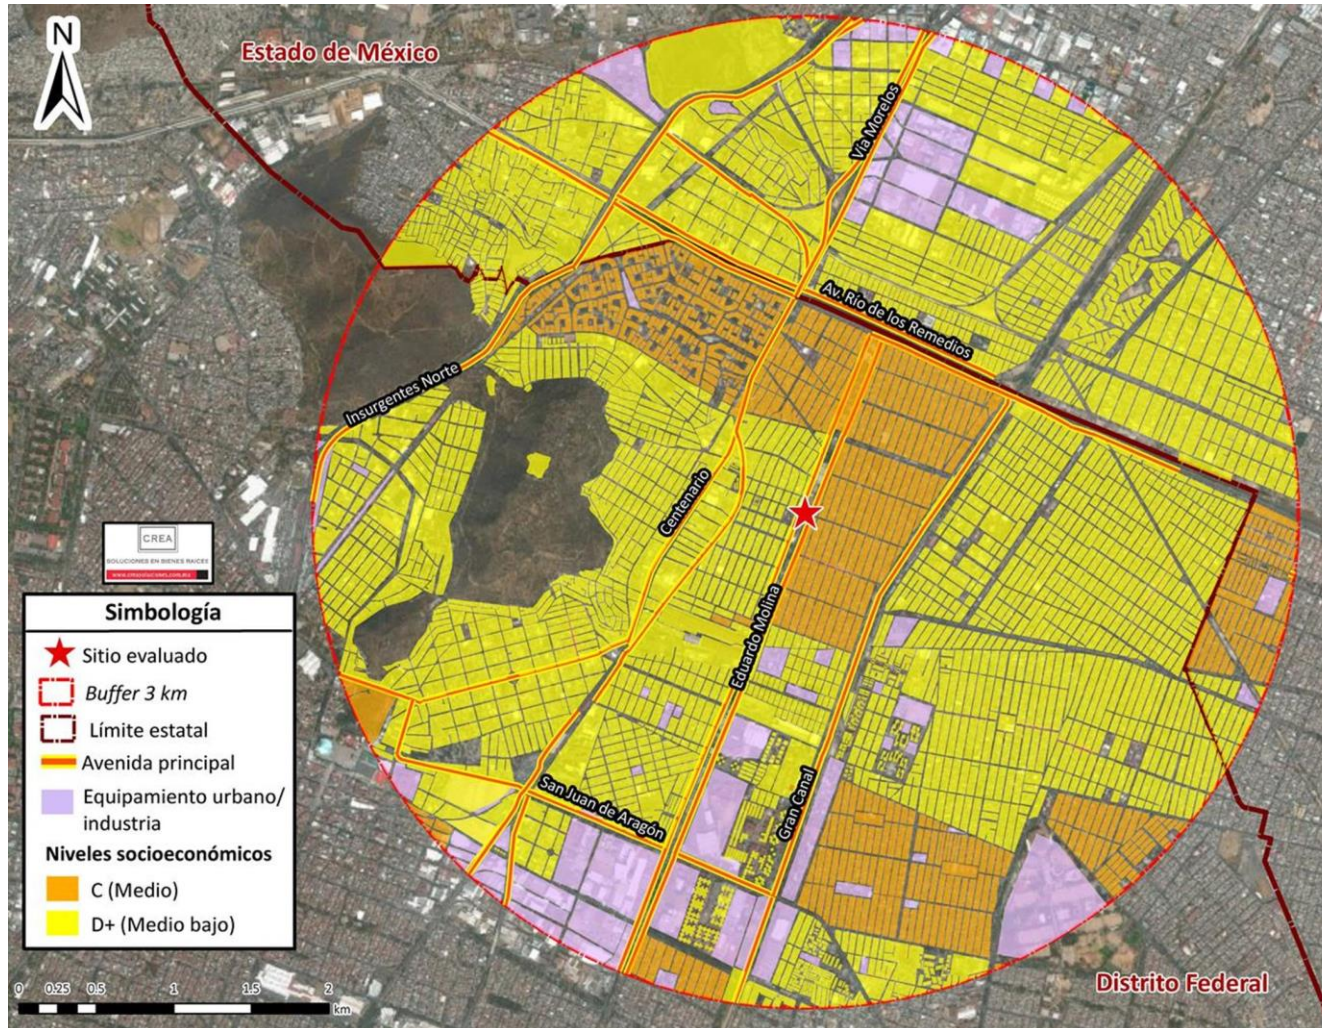 N
Estado de México
Vía Morelos
Av. Río de los Remedios
Insurgentes Norte
Centenario
Eduardo Molina
San Juan de Aragón
Gran Canal
CREA
SOLUCIONES EN BIENES RAICES
Simbología
Sitio evaluado
Buffer 3 km
Límite estatal
Avenida principal
Equipamiento urbano/
industria
Niveles socioeconómicos
C (Medio)
D+ (Medio bajo)
Distrito Federal
0 0.25 0.5 1 1.5 2
km